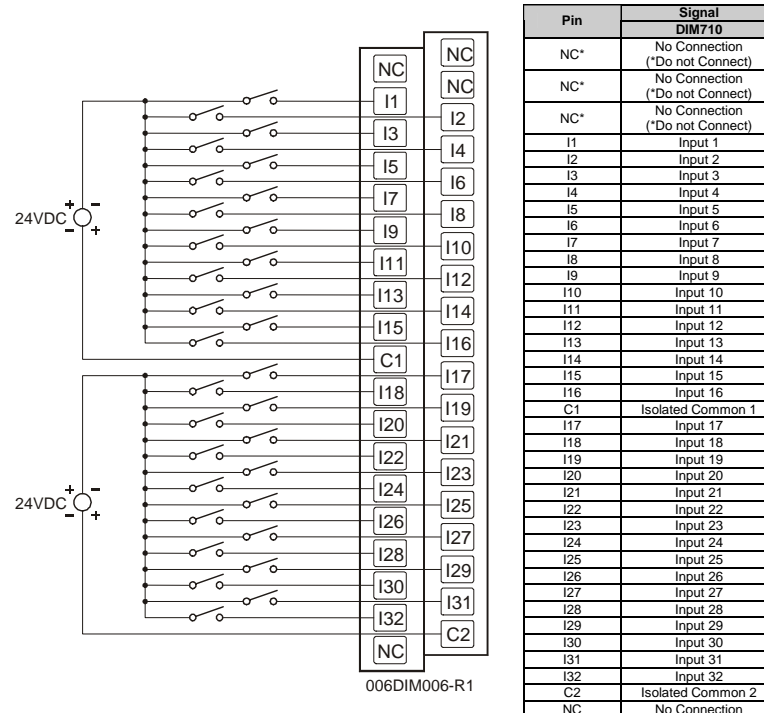 NC
NC
NC
I1
I2
I3
I4
I5
I6
I7
I8
I9
I10
I11
I12
I13
I14
I15
I16
C1
I17
I18
I19
I20
I21
I22
I23
I24
I25
I26
I27
I28
I29
I30
I31
I32
C2
NC
+ -
24VDC
- +
+ -
24VDC
- +
006DIM006-R1
Pin Signal
DIM710
NC* No Connection
(*Do not Connect)
NC* No Connection
(*Do not Connect)
NC* No Connection
(*Do not Connect)
I1 Input 1
I2 Input 2
I3 Input 3
I4 Input 4
I5 Input 5
I6 Input 6
I7 Input 7
I8 Input 8
I9 Input 9
I10 Input 10
I11 Input 11
I12 Input 12
I13 Input 13
I14 Input 14
I15 Input 15
I16 Input 16
C1 Isolated Common 1
I17 Input 17
I18 Input 18
I19 Input 19
I20 Input 20
I21 Input 21
I22 Input 22
I23 Input 23
I24 Input 24
I25 Input 25
I26 Input 26
I27 Input 27
I28 Input 28
I29 Input 29
I30 Input 30
I31 Input 31
I32 Input 32
C2 Isolated Common 2
NC No Connection